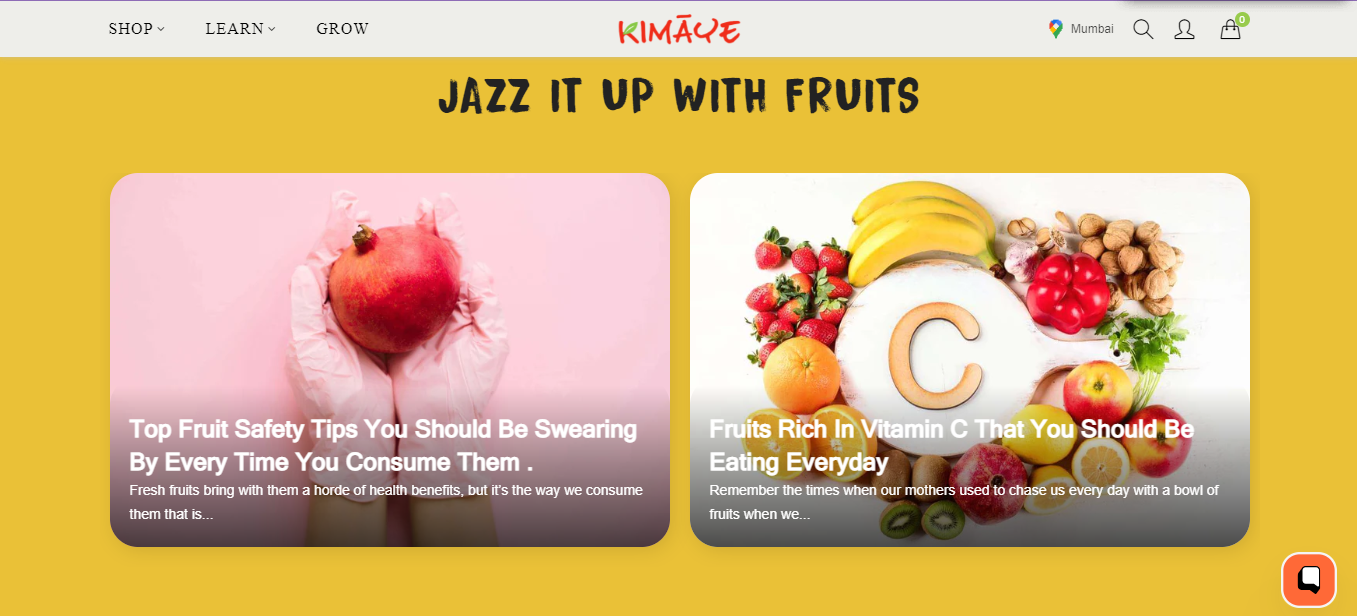 SHOP LEARN GROW KIMĀYE Mumbai 0
JAZZ IT UP WITH FRUITS
C
Top Fruit Safety Tips You Should Be Swearing
By Every Time You Consume Them .
Fresh fruits bring with them a horde of health benefits, but it's the way we consume
them that is...
Fruits Rich In Vitamin C That You Should Be
Eating Everyday
Remember the times when our mothers used to chase us every day with a bowl of
fruits when we...